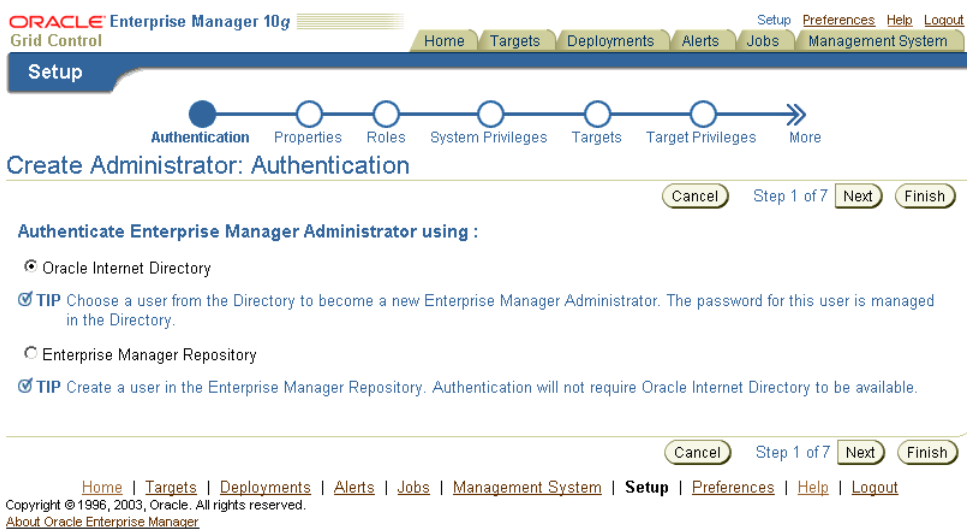 ORACLE Enterprise Manager 10g
Setup Preferences Help Logout
Grid Control
Home Targets Deployments Alerts Jobs Management System
Setup
Authentication Properties Roles System Privileges Targets Target Privileges More
Create Administrator: Authentication
Cancel Step 1 of 7 Next Finish
Authenticate Enterprise Manager Administrator using :
Oracle Internet Directory
TIP Choose a user from the Directory to become a new Enterprise Manager Administrator. The password for this user is managed
in the Directory.
Enterprise Manager Repository
TIP Create a user in the Enterprise Manager Repository. Authentication will not require Oracle Internet Directory to be available.
Cancel Step 1 of 7 Next Finish
Home | Targets | Deployments | Alerts | Jobs | Management System | Setup | Preferences | Help | Logout
Copyright © 1996, 2003, Oracle. All rights reserved.
About Oracle Enterprise Manager